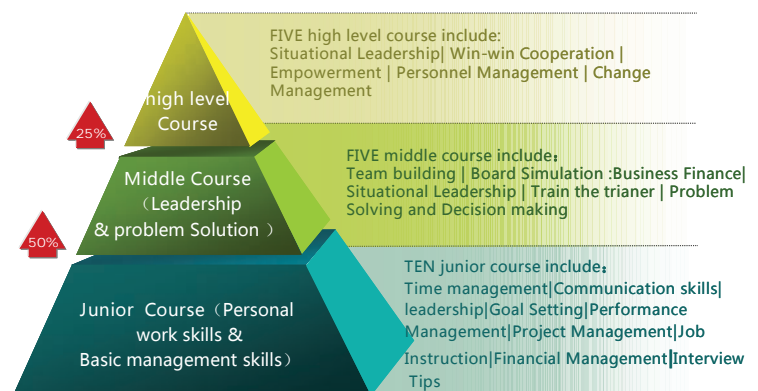 FIVE high level course include:
Situational Leadership| Win-win Cooperation |
Empowerment | Personnel Management | Change
Management
high level
Course
25%
FIVE middle course include：
Team building | Board Simulation :Business Finance|
Situational Leadership | Train the trianer | Problem
Solving and Decision making
Middle Course
（Leadership
& problem Solution ）
50%
TEN junior course include：
Time management|Communication skills|
leadership|Goal Setting|Performance
Management|Project Management|Job
Instruction|Financial Management|Interview
Tips
Junior Course（Personal
work skills &
Basic management skills）